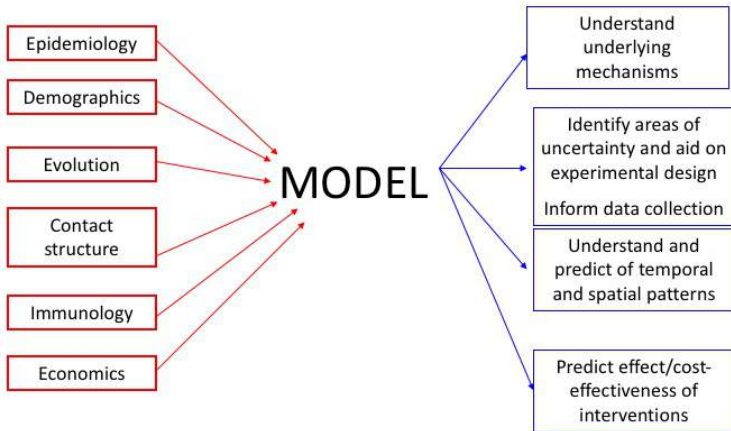 Epidemiology
Demographics
Evolution
Contact
structure
Immunology
Economics
MODEL
Understand
underlying
mechanisms
Identify areas of
uncertainty and aid on
experimental design
Inform data collection
Understand and
predict of temporal
and spatial patterns
Predict effect/cost-
effectiveness of
interventions